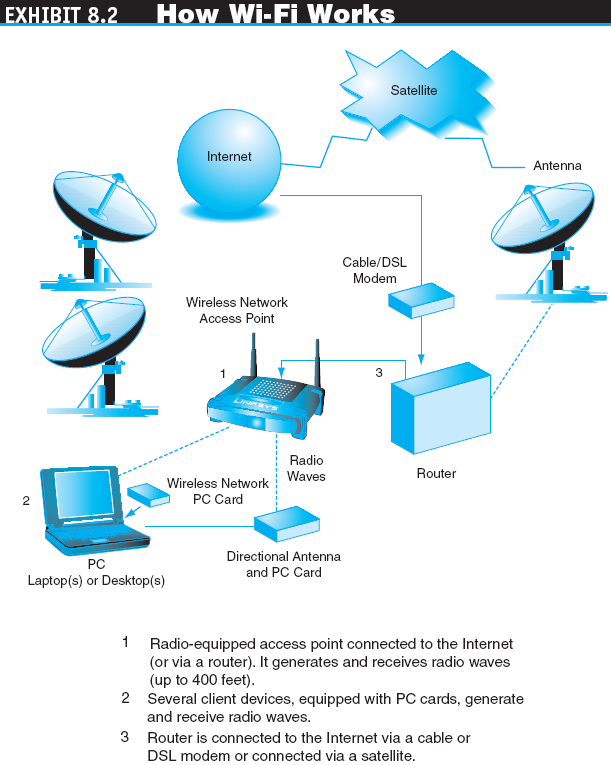 EXHIBIT 8.2 How Wi-Fi Works
Satellite
Internet
Antenna
Cable/DSL
Modem
Wireless Network
Access Point
1
3
LINKSYS
Radio
Waves
Router
Wireless Network
PC Card
2
PC
Laptop(s) or Desktop(s)
Directional Antenna
and PC Card
1 Radio-equipped access point connected to the Internet
(or via a router). It generates and receives radio waves
(up to 400 feet).
2 Several client devices, equipped with PC cards, generate
and receive radio waves.
3 Router is connected to the Internet via a cable or
DSL modem or connected via a satellite.